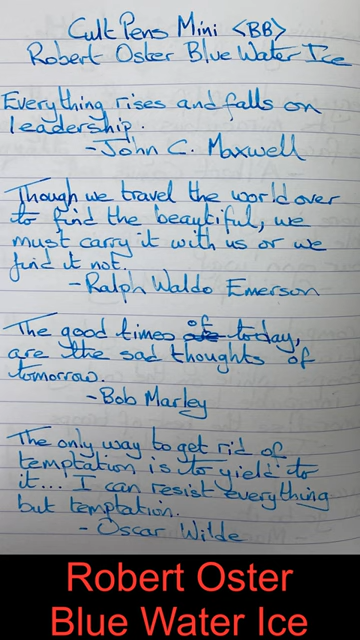 Cult Pens Mini <BB>
Robert Oster Blue Water Ice
Everything rises and falls on
leadership.
- John C. Maxwell
Though we travel the world over
to find the beautiful, we
must carry it with us or we
find it not.
- Ralph Waldo Emerson
The good times of today,
are the sad thoughts of
tomorrow.
- Bob Marley
The only way to get rid of
temptation is to yield to
it... I can resist everything
but temptation.
- Oscar Wilde
Robert Oster
Blue Water Ice